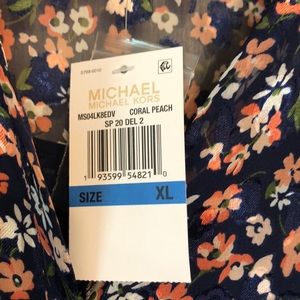 MICHAEL
MICHAEL KORS
MS04LK8EDV CORAL PEACH
SP 20 DEL 2
1 93599 54821 0
SIZE XL